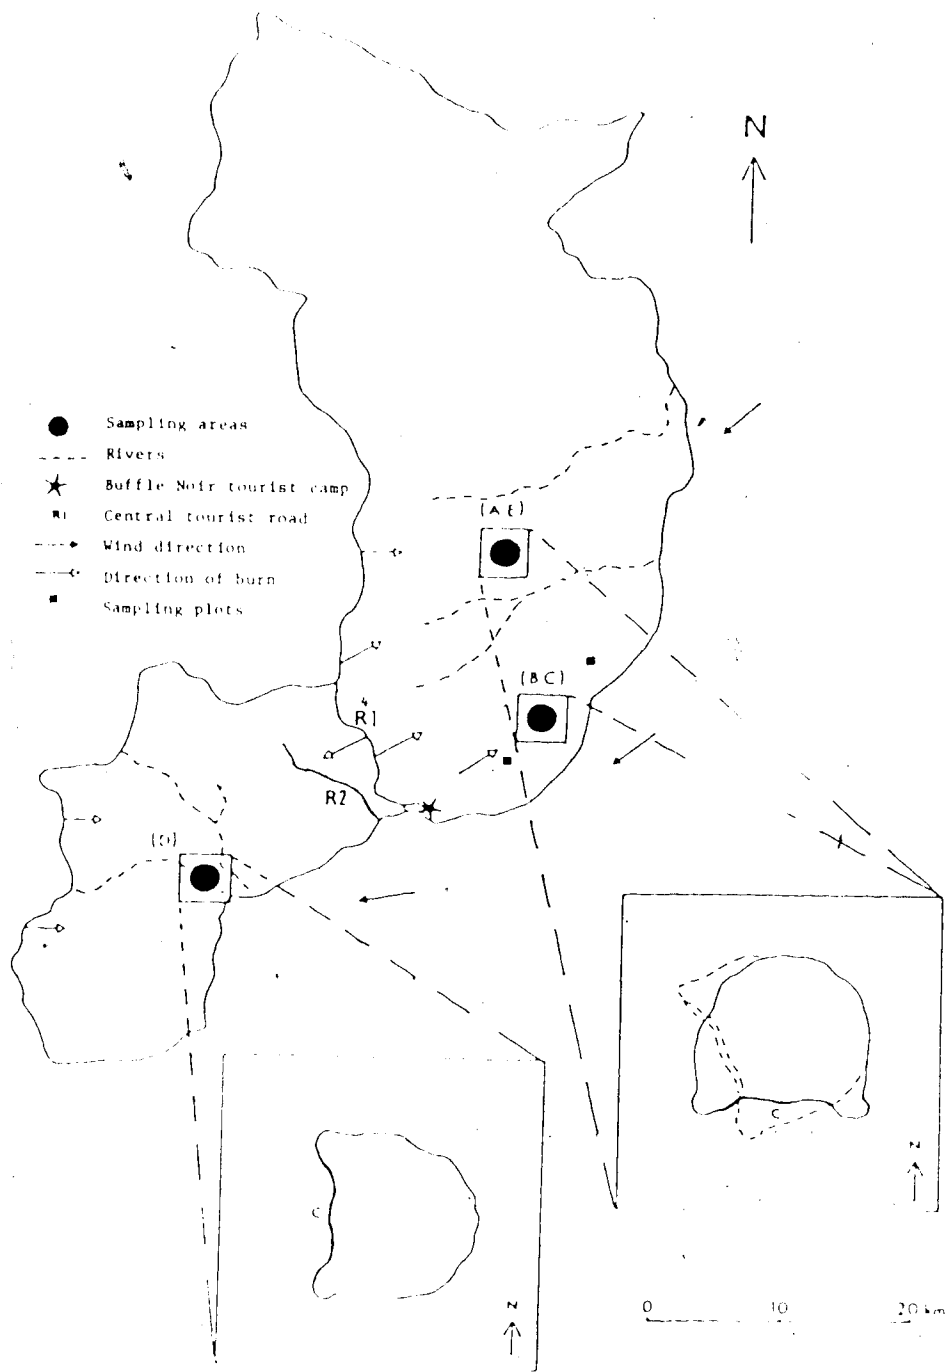 N
Sampling areas
Rivers
Buffle Noir tourist camp
R1 Central tourist road
Wind direction
Direction of burn
Sampling plots
(A E)
(B C)
R1
R2
(D)
C
N
C
N
0 10 20 km